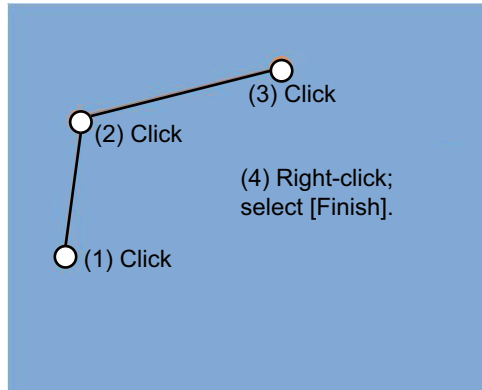 (3) Click
(2) Click
(4) Right-click;
select [Finish].
(1) Click